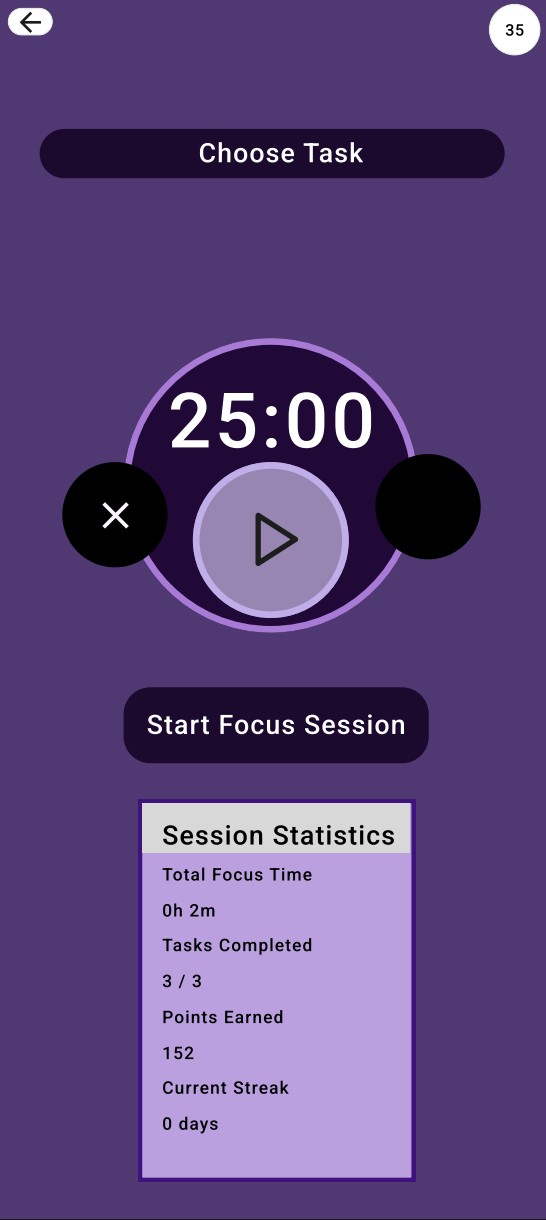 35
Choose Task
25:00
Start Focus Session
Session Statistics
Total Focus Time
0h 2m
Tasks Completed
3 / 3
Points Earned
152
Current Streak
0 days